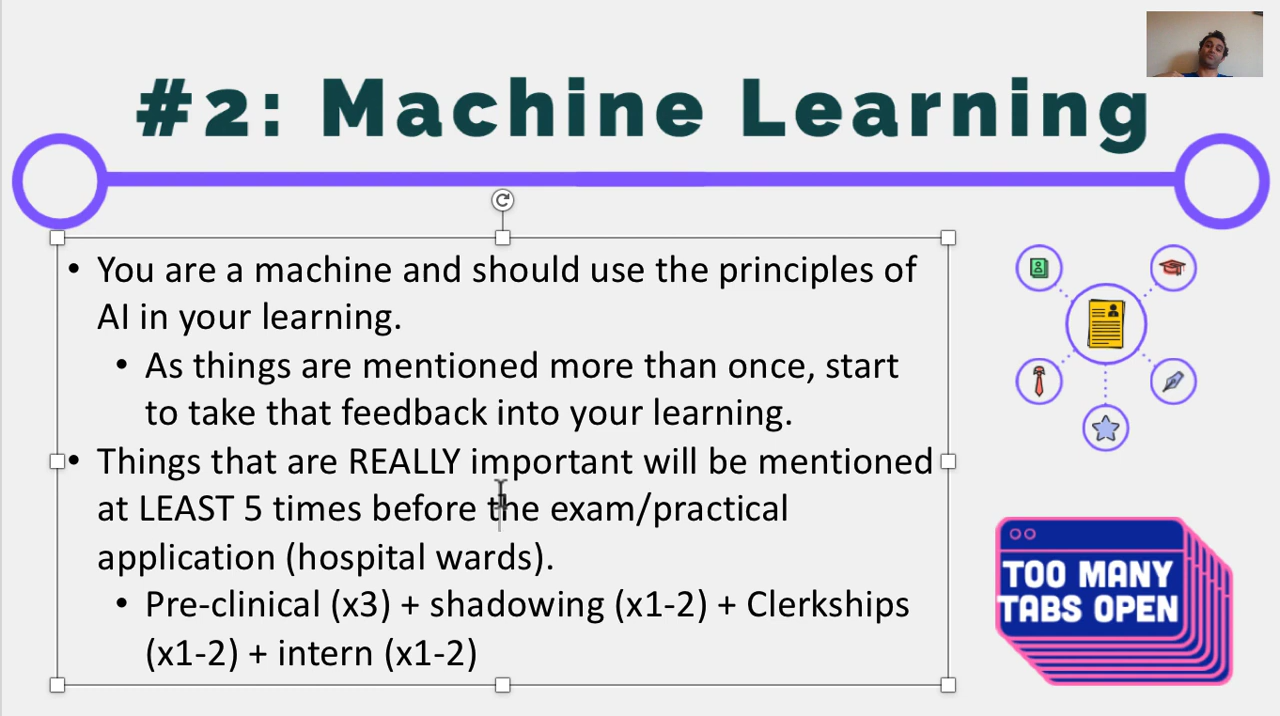 #2: Machine Learning
• You are a machine and should use the principles of
AI in your learning.
• As things are mentioned more than once, start
to take that feedback into your learning.
• Things that are REALLY important will be mentioned
at LEAST 5 times before the exam/practical
application (hospital wards).
• Pre-clinical (x3) + shadowing (x1-2) + Clerkships
(x1-2) + intern (x1-2)
TOO MANY
TABS OPEN